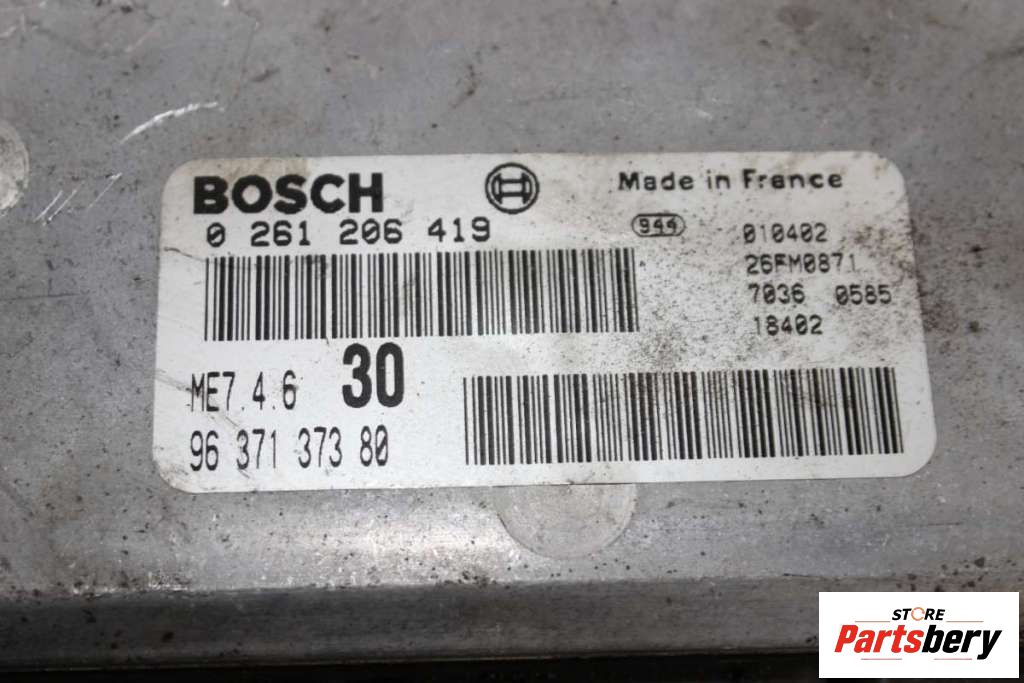 BOSCH
Made in France
0 261 206 419
944
010402
26FM0871
7036 0585
18402
ME7.4.6 30
96 371 373 80
STORE
Partsbery